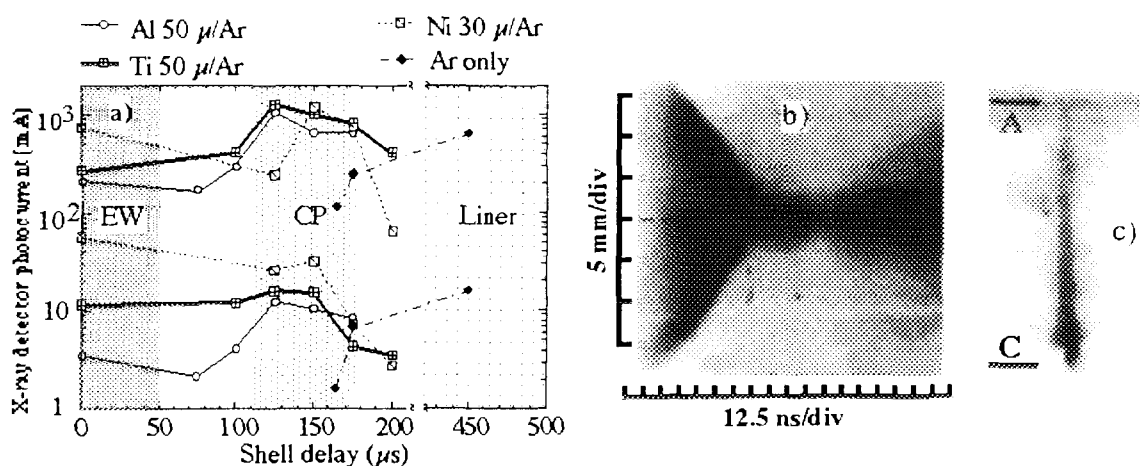 Al 50 μ/Ar
Ni 30 μ/Ar
Ti 50 μ/Ar
Ar only
X-ray detector photocurrent [mA]
10³
10²
10
1
a)
EW
CP
Liner
0 50 100 150 200 450 500
Shell delay (μs)
b)
5 mm/div
12.5 ns/div
A
c)
C